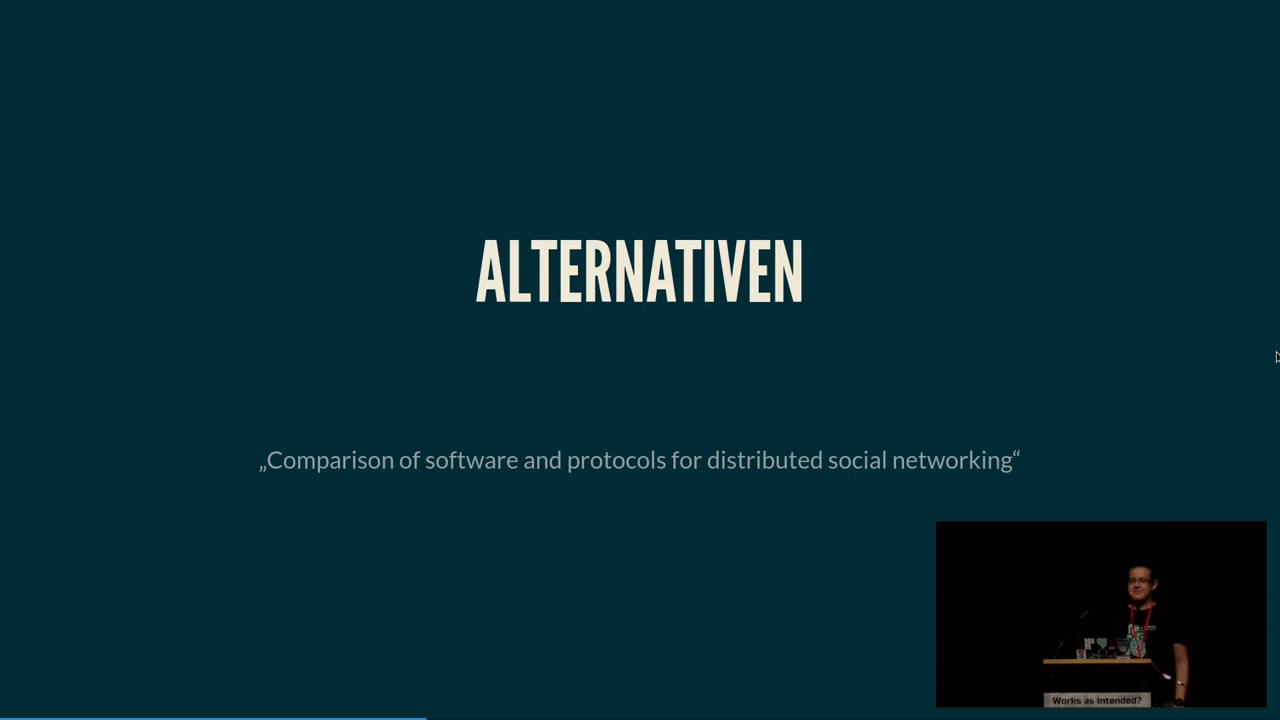 ALTERNATIVEN
„Comparison of software and protocols for distributed social networking“
Works as intended?